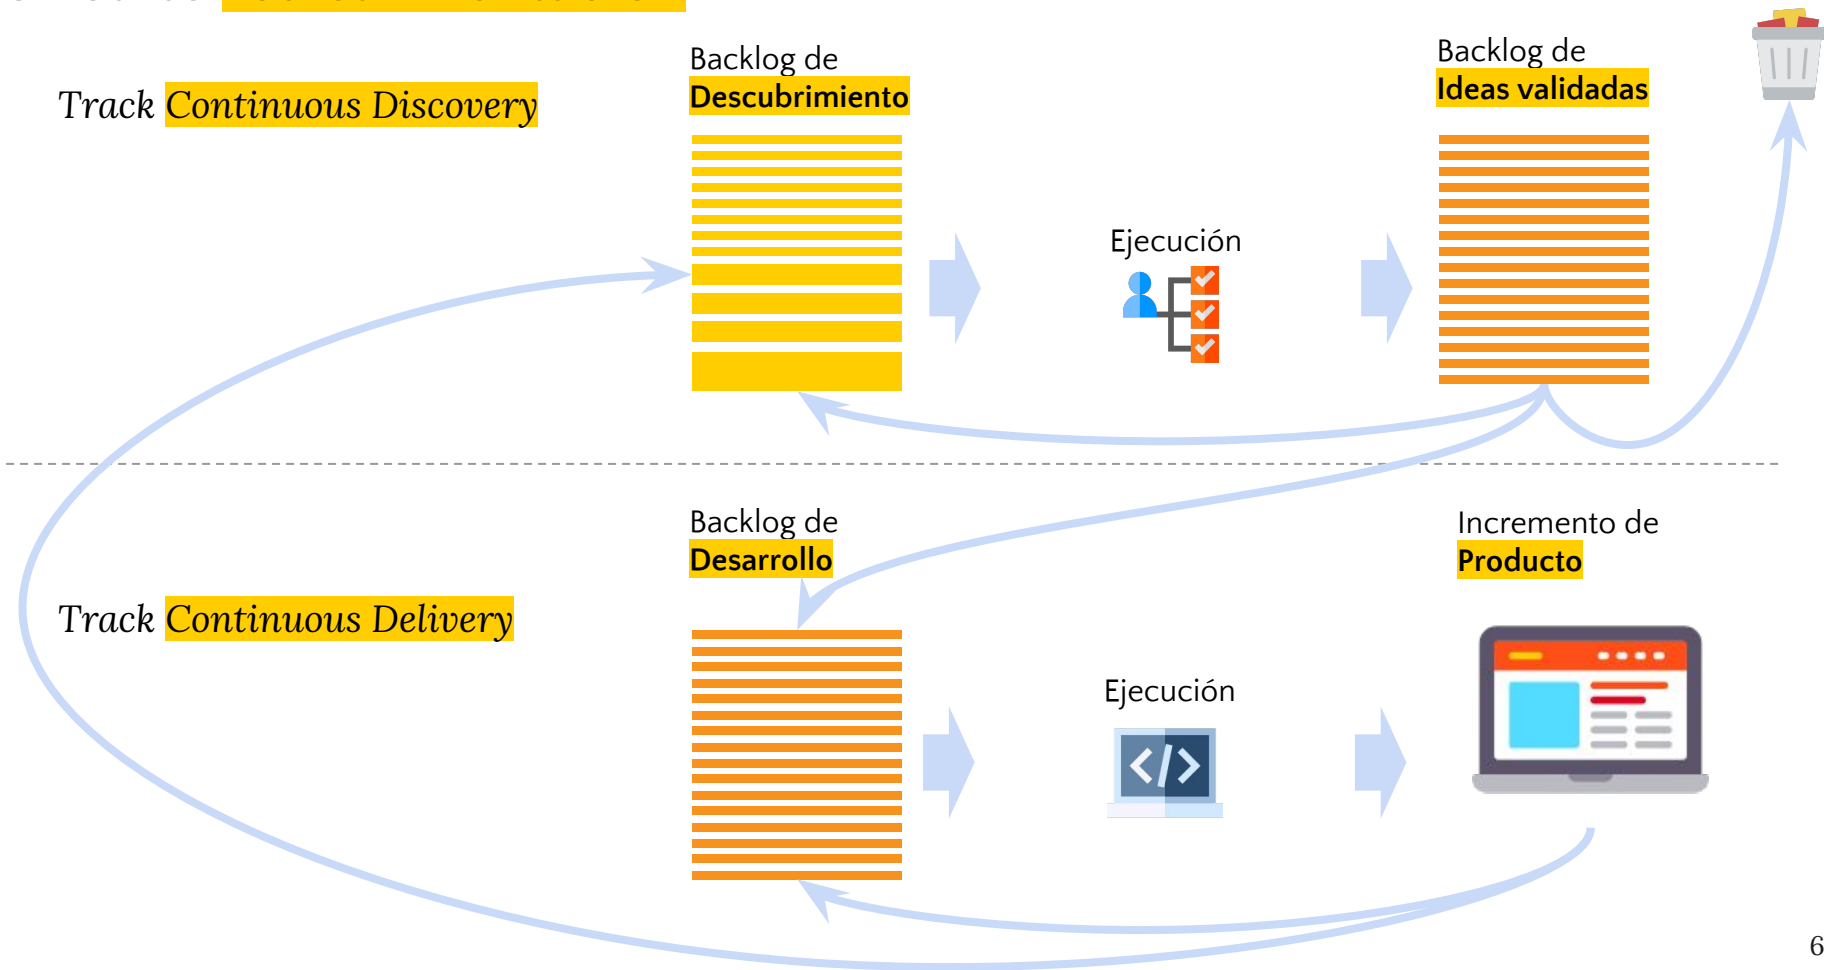 Track Continuous Discovery
Backlog de
Descubrimiento
Ejecución
Backlog de
Ideas validadas
Track Continuous Delivery
Backlog de
Desarrollo
Ejecución
</>
Incremento de
Producto
6